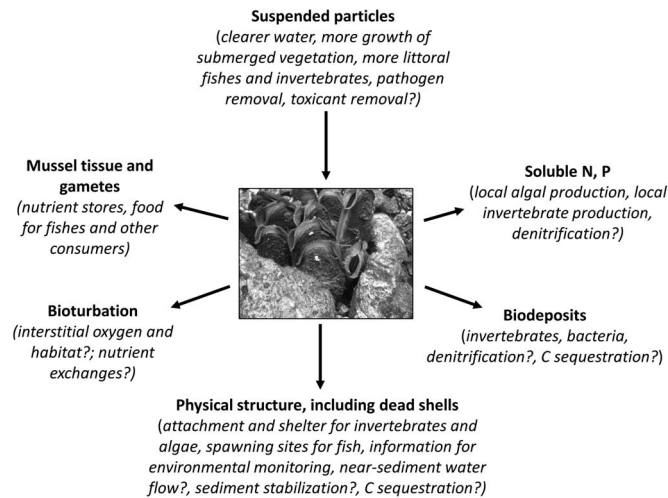 Suspended particles
(clearer water, more growth of
submerged vegetation, more littoral
fishes and invertebrates, pathogen
removal, toxicant removal?)
Mussel tissue and
gametes
(nutrient stores, food
for fishes and other
consumers)
Soluble N, P
(local algal production, local
invertebrate production,
denitrification?)
Bioturbation
(interstitial oxygen and
habitat?; nutrient
exchanges?)
Biodeposits
(invertebrates, bacteria,
denitrification?, C sequestration?)
Physical structure, including dead shells
(attachment and shelter for invertebrates and
algae, spawning sites for fish, information for
environmental monitoring, near-sediment water
flow?, sediment stabilization?, C sequestration?)